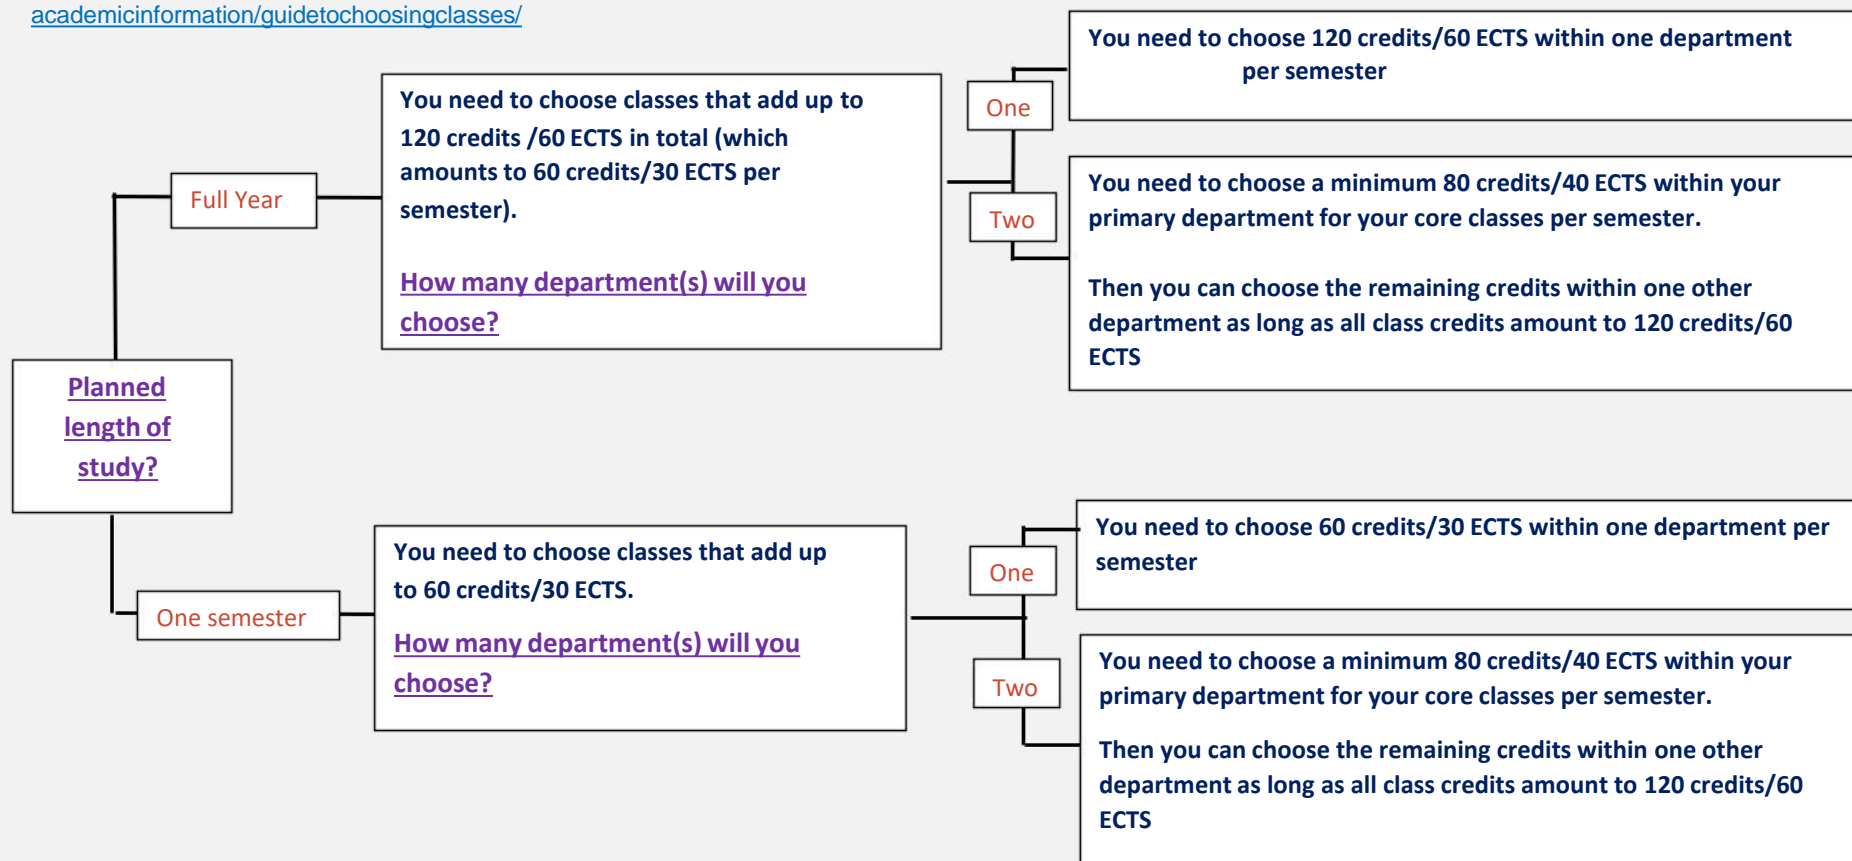 academicinformation/guidetochoosingclasses/
You need to choose 120 credits/60 ECTS within one department
per semester
You need to choose classes that add up to
120 credits /60 ECTS in total (which
amounts to 60 credits/30 ECTS per
semester).
How many department(s) will you
choose?
One
Full Year
Two
You need to choose a minimum 80 credits/40 ECTS within your
primary department for your core classes per semester.
Then you can choose the remaining credits within one other
department as long as all class credits amount to 120 credits/60
ECTS
Planned
length of
study?
One semester
You need to choose classes that add up
to 60 credits/30 ECTS.
How many department(s) will you
choose?
One
You need to choose 60 credits/30 ECTS within one department per
semester
Two
You need to choose a minimum 80 credits/40 ECTS within your
primary department for your core classes per semester.
Then you can choose the remaining credits within one other
department as long as all class credits amount to 120 credits/60
ECTS